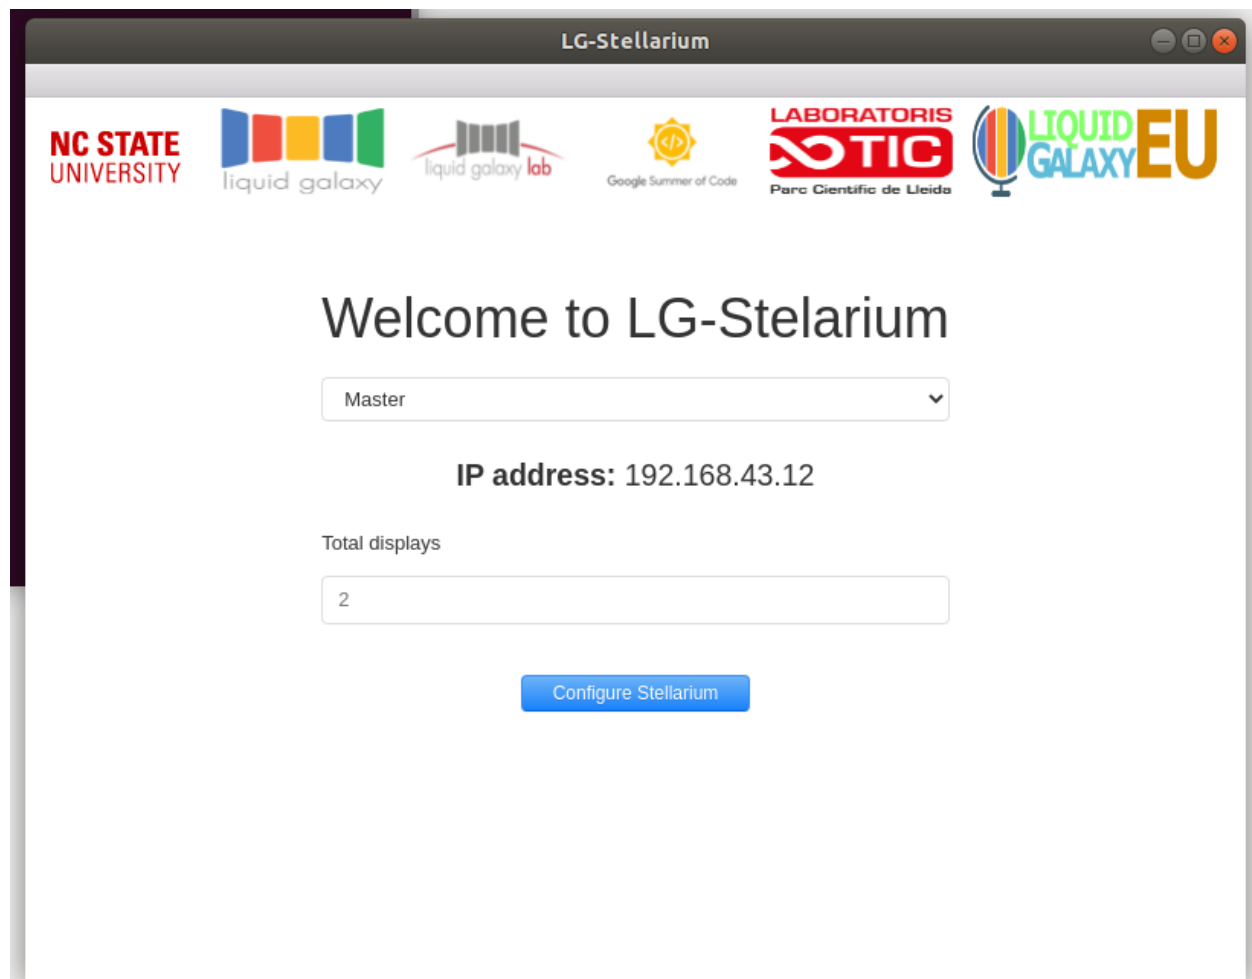 LG-Stellarium
NC STATE
UNIVERSITY
liquid galaxy
liquid galaxy lab
Google Summer of Code
LABORATORIS
TIC
Parc Científic de Lleida
LIQUID
GALAXY
EU
Welcome to LG-Stelarium
Master
IP address: 192.168.43.12
Total displays
2
Configure Stellarium